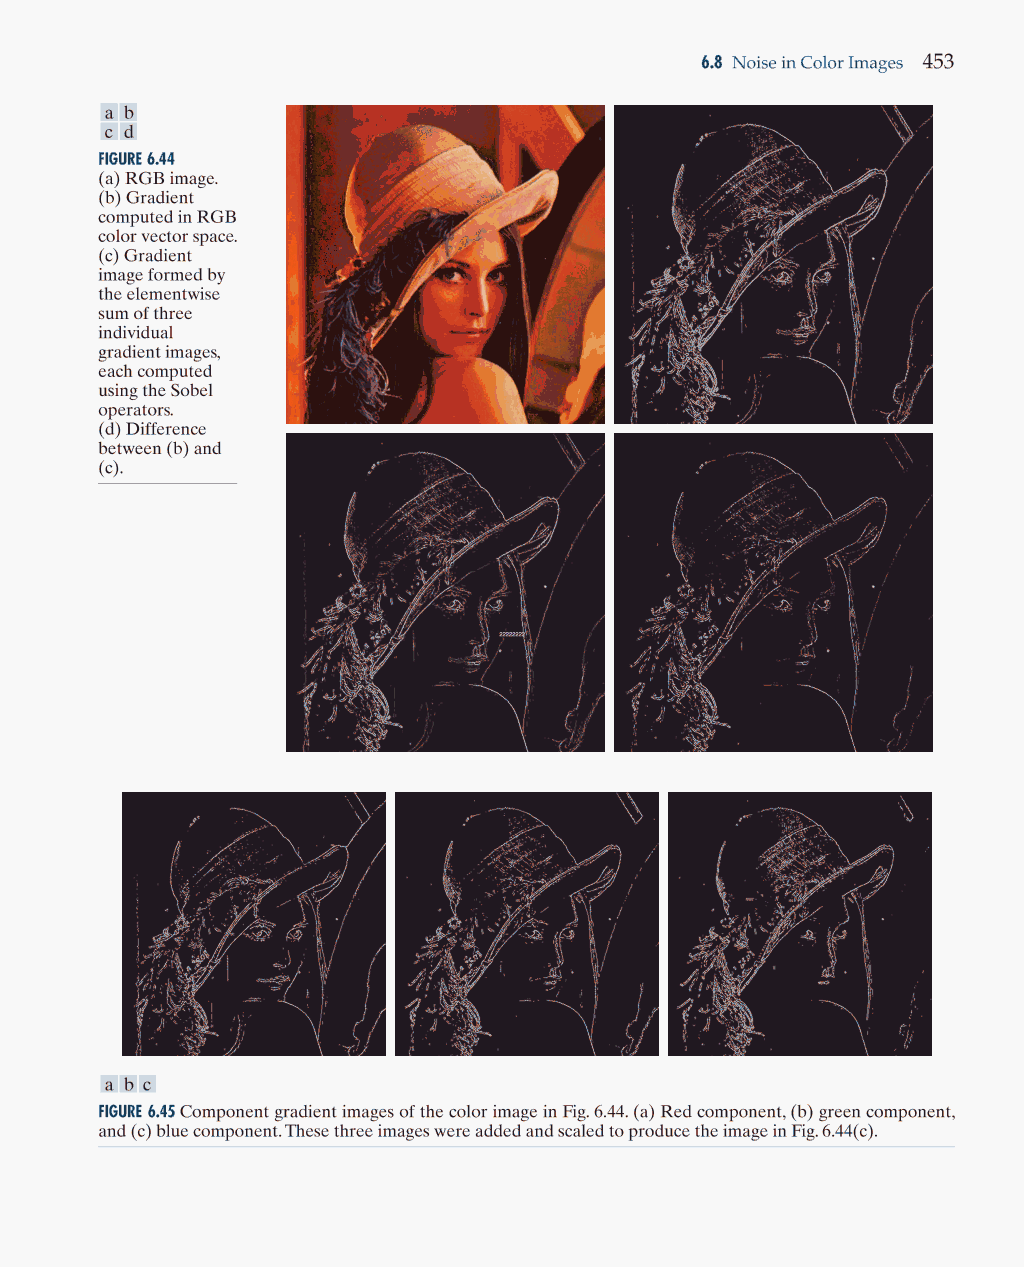 6.8 Noise in Color Images 453
a b
c d
FIGURE 6.44
(a) RGB image.
(b) Gradient
computed in RGB
color vector space.
(c) Gradient
image formed by
the elementwise
sum of three
individual
gradient images,
each computed
using the Sobel
operators.
(d) Difference
between (b) and
(c).
22222222
a b c
FIGURE 6.45 Component gradient images of the color image in Fig. 6.44. (a) Red component, (b) green component,
and (c) blue component. These three images were added and scaled to produce the image in Fig. 6.44(c).